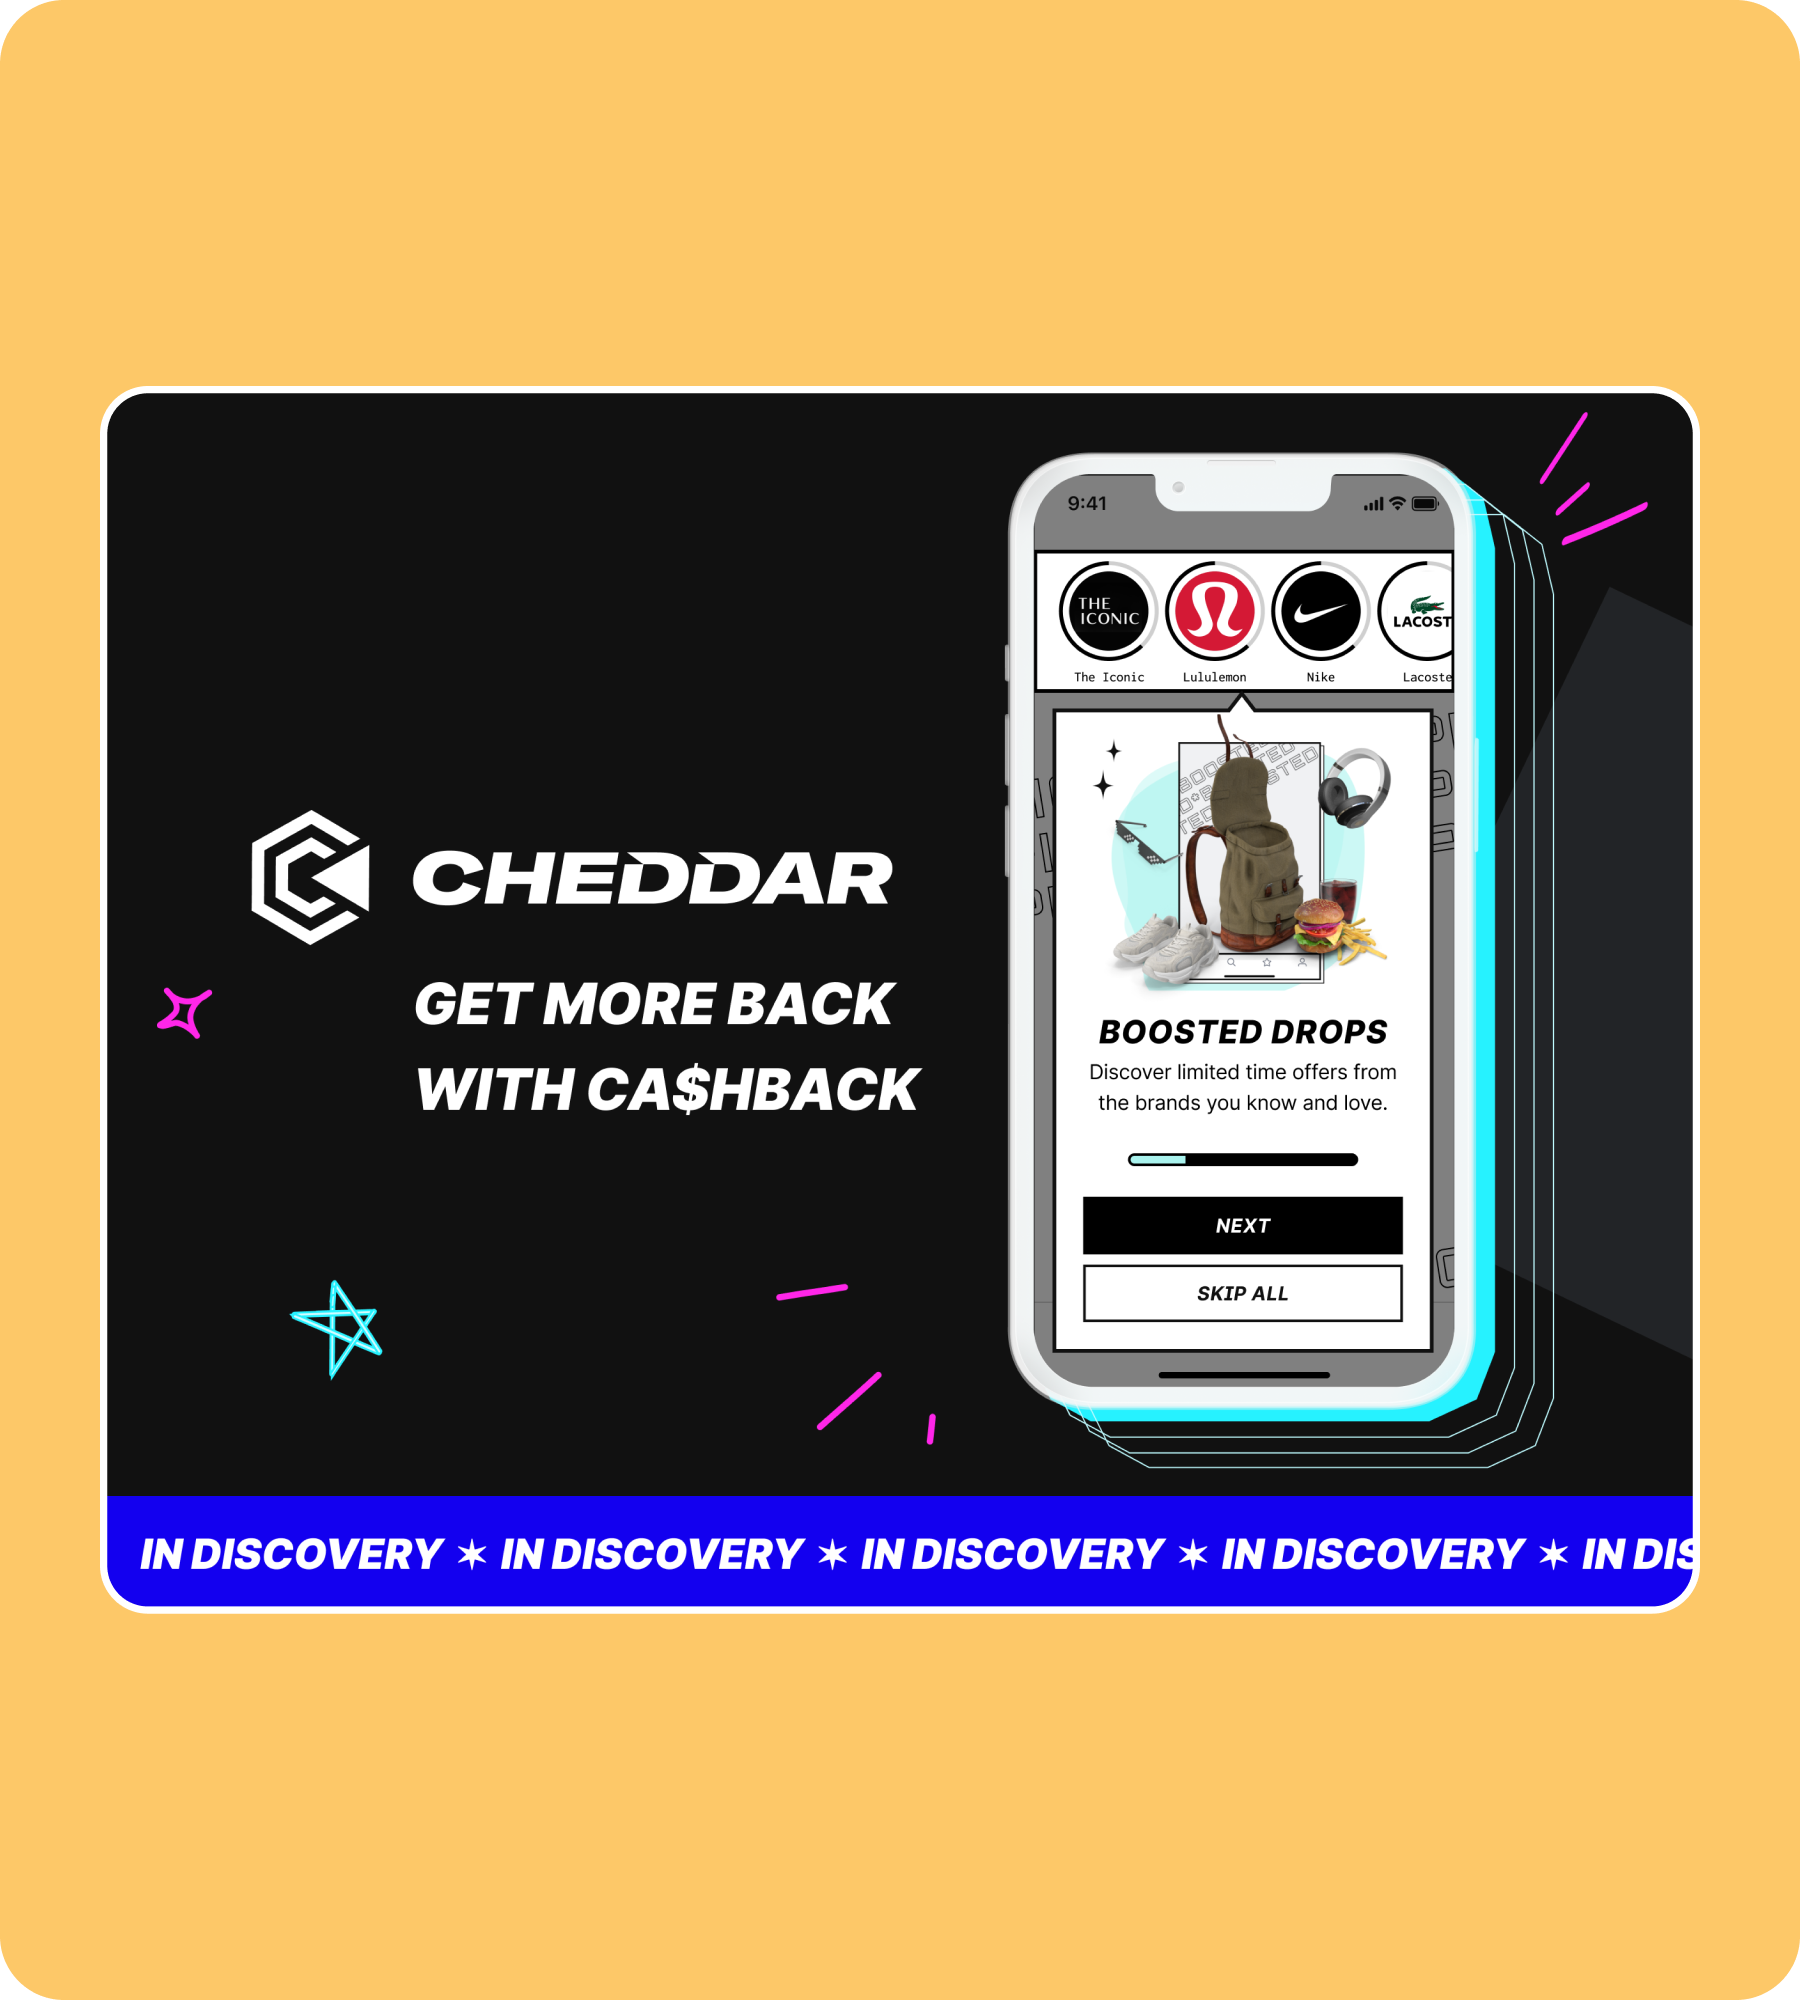 CHEDDAR
GET MORE BACK
WITH CA$HBACK
9:41
THE
ICONIC
LACOST
The Iconic
Lululemon
Nike
Lacoste
BOOSTED DROPS
Discover limited time offers from
the brands you know and love.
NEXT
SKIP ALL
IN DISCOVERY ✶ IN DISCOVERY ✶ IN DISCOVERY ✶ IN DISCOVERY ✶ IN DIS